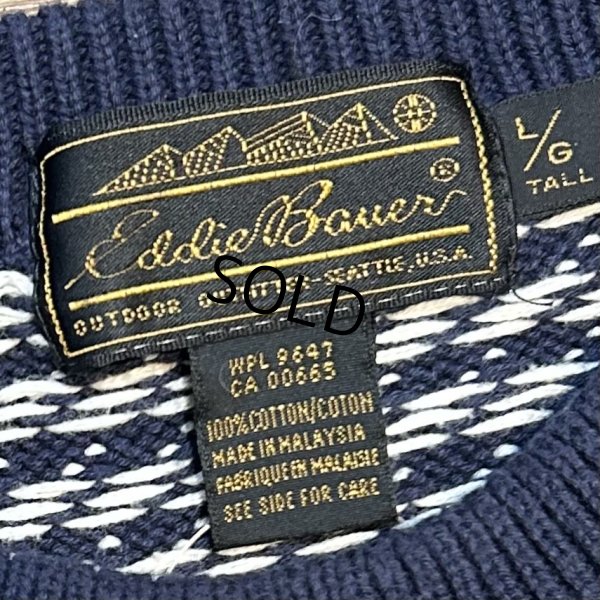 Eddie Bauer®
OUTDOOR OUTFITTER-SEATTLE, U.S.A.
L/G
TALL
SOLD
WPL 9647
CA 00663
100% COTTON/COTON
MADE IN MALAYSIA
FABRIQUE EN MALAISIE
SEE SIDE FOR CARE